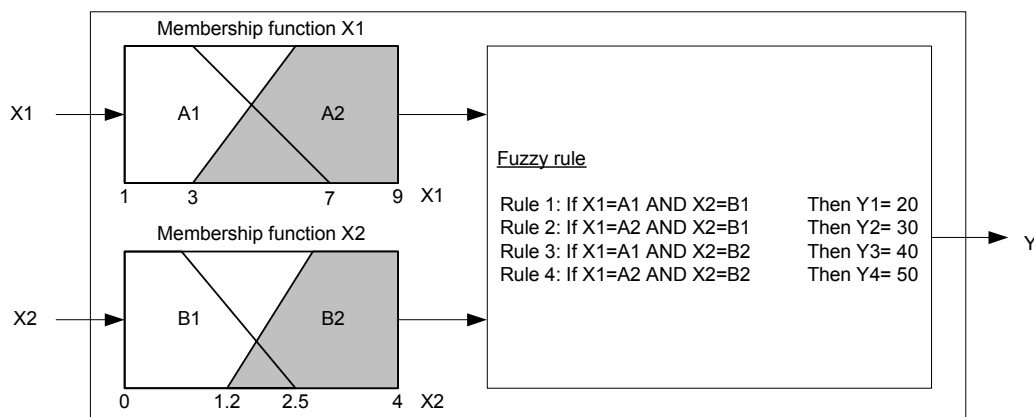 Membership function X1
X1
A1
A2
1 3 7 9 X1
Membership function X2
X2
B1
B2
0 1.2 2.5 4 X2
Fuzzy rule
Rule 1: If X1=A1 AND X2=B1 Then Y1= 20
Rule 2: If X1=A2 AND X2=B1 Then Y2= 30
Rule 3: If X1=A1 AND X2=B2 Then Y3= 40
Rule 4: If X1=A2 AND X2=B2 Then Y4= 50
Y